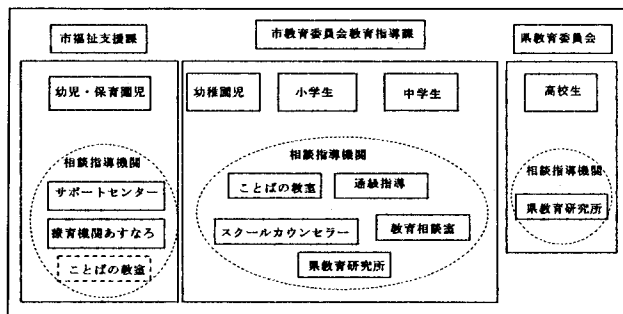 市福祉支援課
市教育委員会教育指導課
県教育委員会
幼児・保育園児
幼稚園児
小学生
中学生
高校生
相談指導機関
サポートセンター
療育機関あすなろ
ことばの教室
相談指導機関
ことばの教室
通級指導
スクールカウンセラー
教育相談室
県教育研究所
相談指導機関
県教育研究所